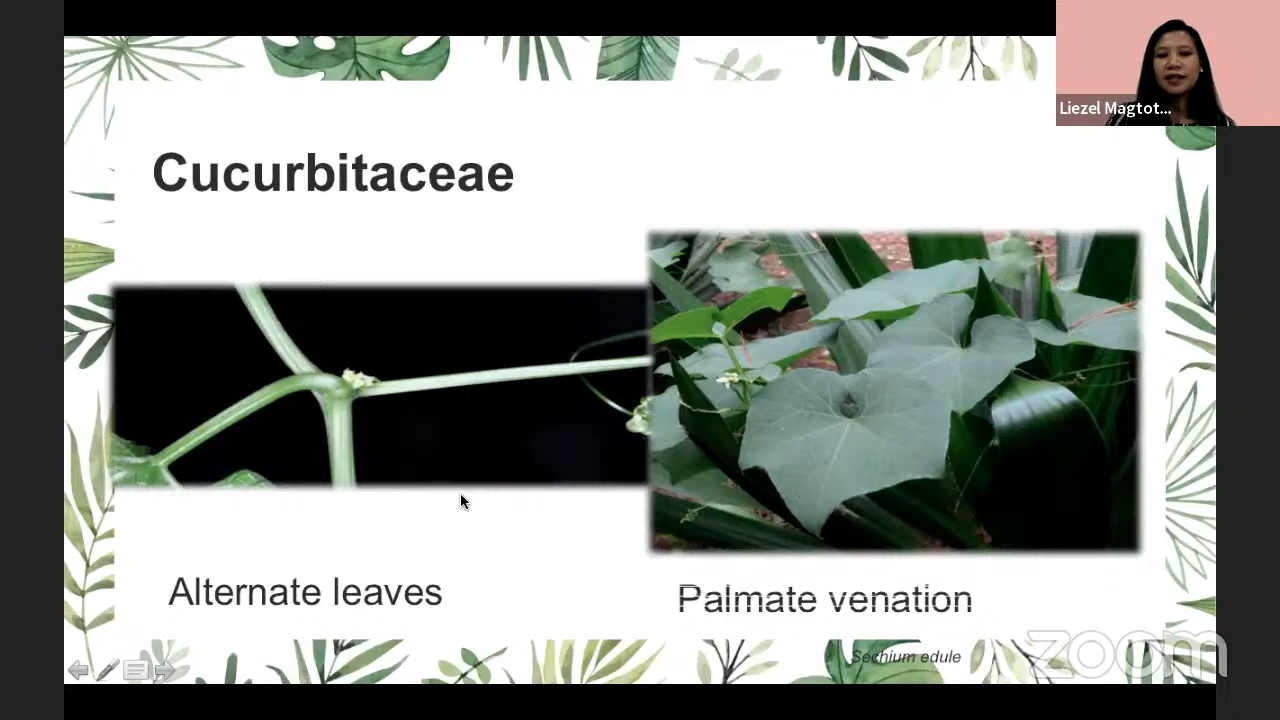 Liezel Magtot...
Cucurbitaceae
Alternate leaves
Palmate venation
Sechium edule
zoom